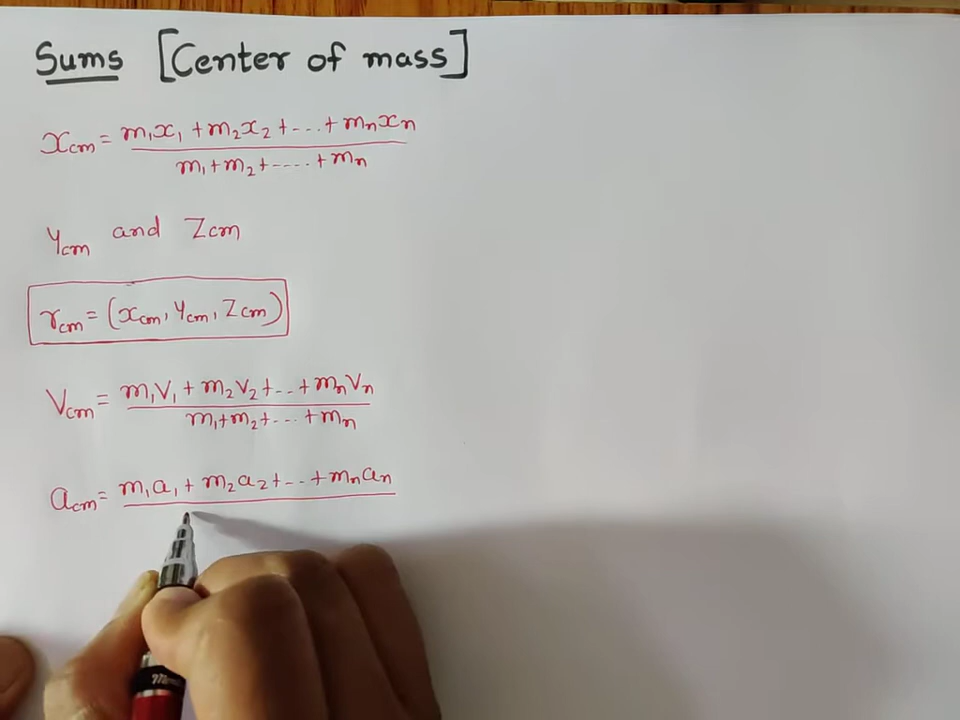 Sums [Center of mass]
xcm = m1x1 + m2x2 + ... + mnxn
m1 + m2 + ..... + mn
Ycm and Zcm
rcm = (xcm, Ycm, Zcm)
Vcm = m1V1 + m2V2 + ... + mnVn
m1 + m2 + ... + mn
acm = m1a1 + m2a2 + ... + mnan